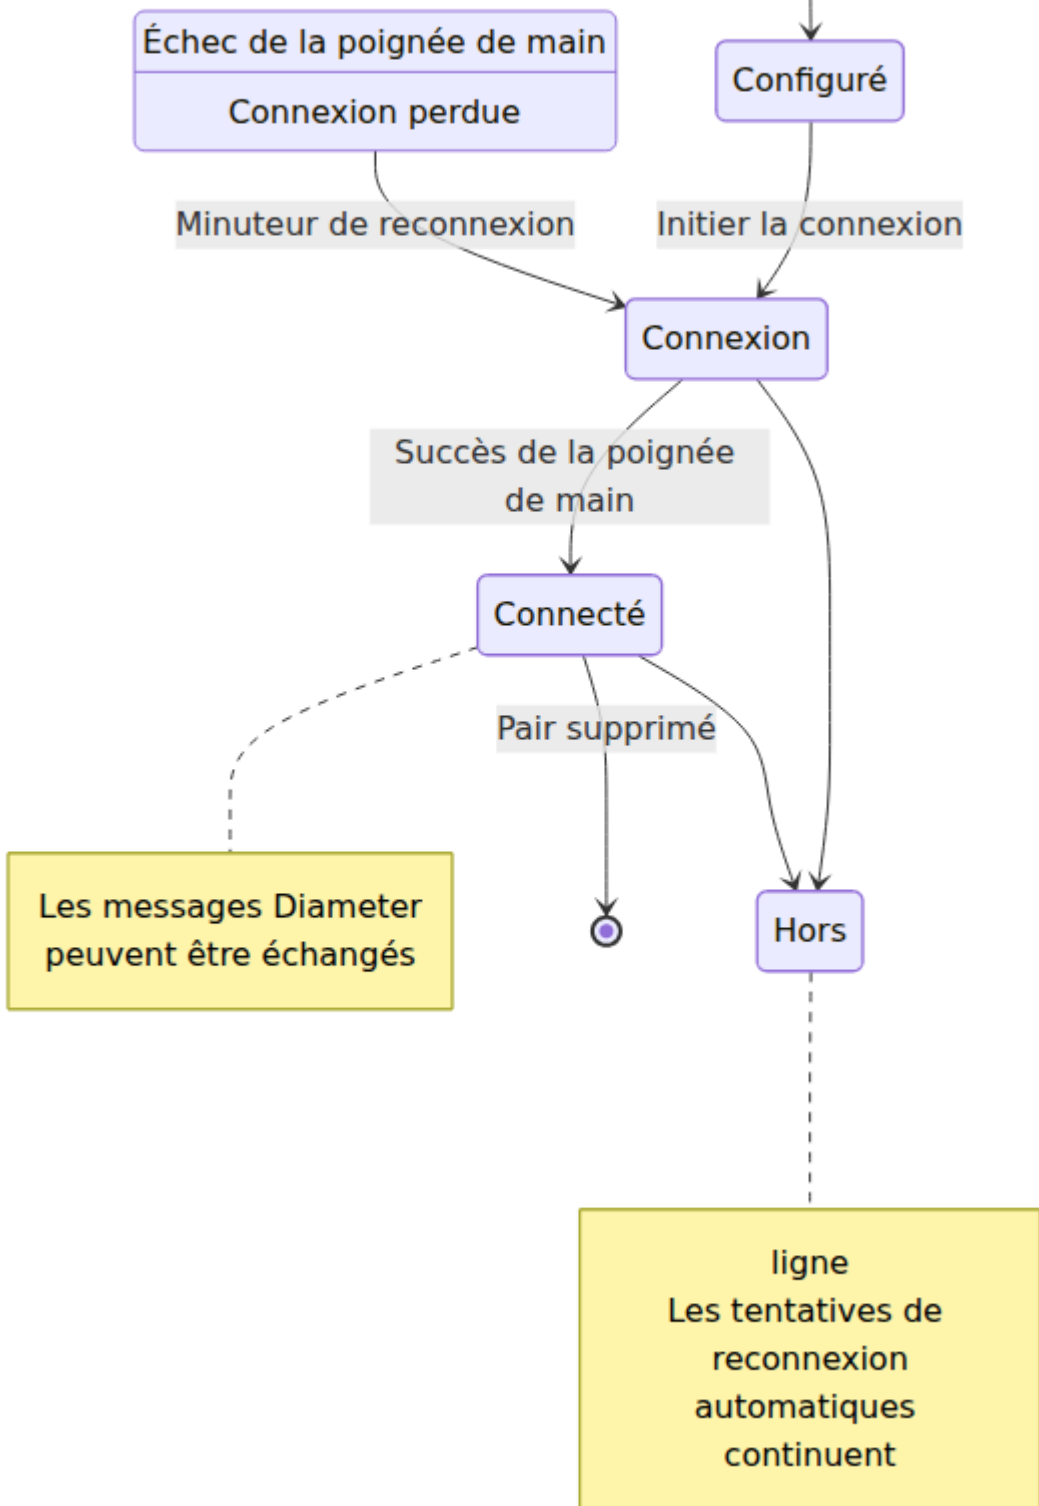 Échec de la poignée de main
Connexion perdue
Configuré
Minuteur de reconnexion
Initier la connexion
Connexion
Succès de la poignée
de main
Connecté
Pair supprimé
Les messages Diameter
peuvent être échangés
Hors
ligne
Les tentatives de
reconnexion
automatiques
continuent